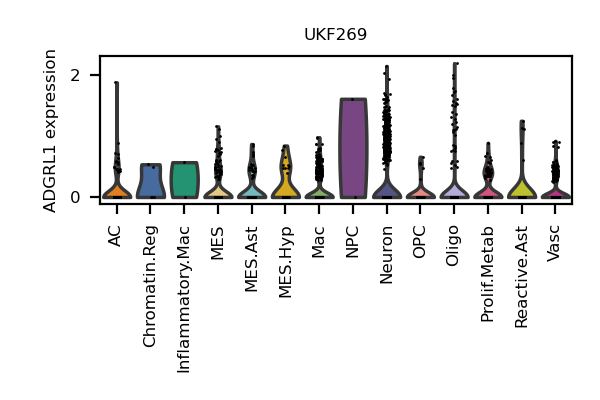 UKF269
ADGRL1 expression
2
0
AC
Chromatin.Reg
Inflammatory.Mac
MES
MES.Ast
MES.Hyp
Mac
NPC
Neuron
OPC
Oligo
Prolif.Metab
Reactive.Ast
Vasc